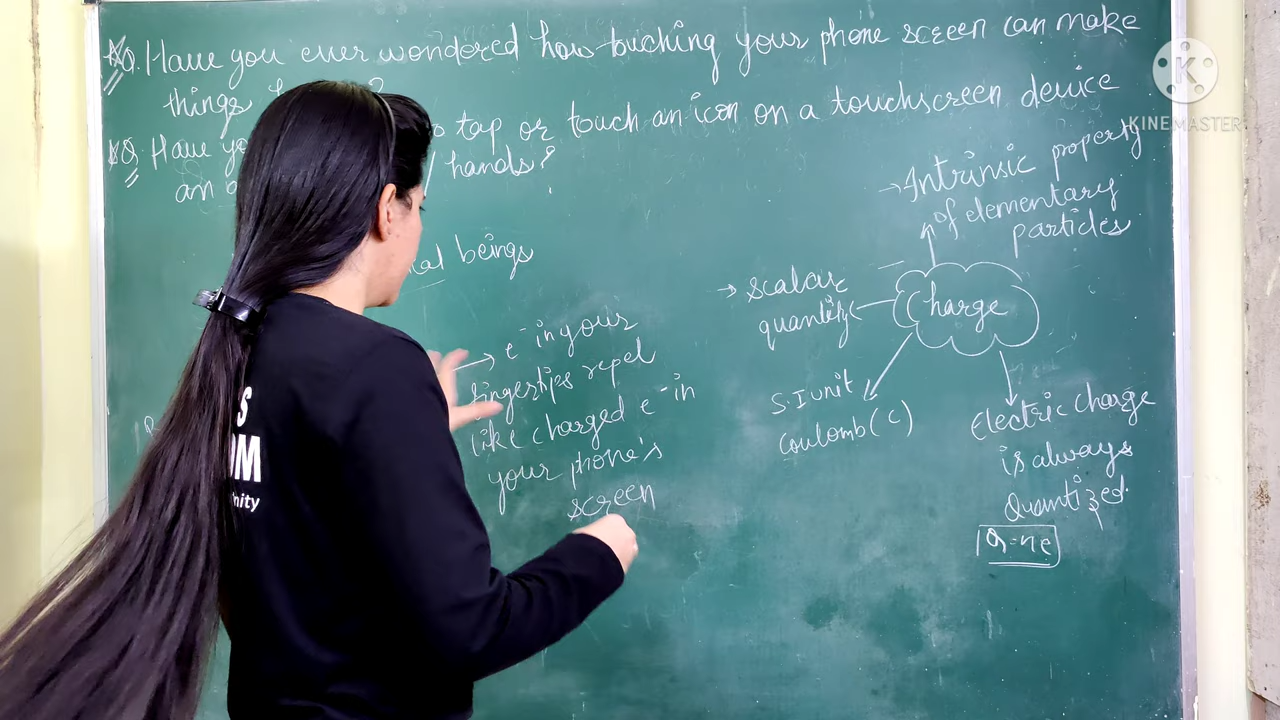 Q. Have you ever wondered how touching your phone screen can make
things ?
Q. Have yo tap or touch an icon on a touchscreen device
an hands?
beings
→ e⁻ in your
fingertips repel
like charged e⁻ in
your phone's
screen
→ Intrinsic property
of elementary
particles
→ scalar
quantity
Charge
S.I unit
Coulomb (C)
Electric Charge
is always
Quantized.
Q=ne
S
OM
nity
K
KINEMASTER